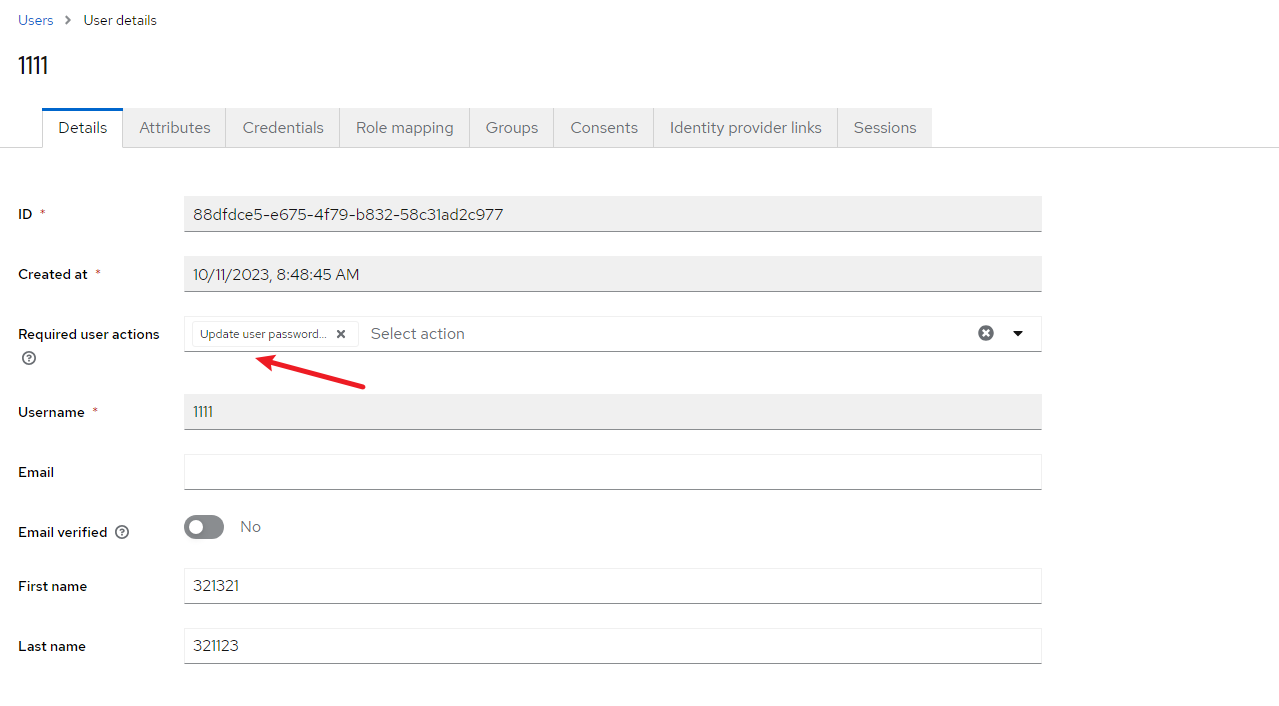 Users > User details
1111
Details Attributes Credentials Role mapping Groups Consents Identity provider links Sessions
ID * 88dfdce5-e675-4f79-b832-58c31ad2c977
Created at * 10/11/2023, 8:48:45 AM
Required user actions Update user password... Select action
Username * 1111
Email
Email verified No
First name 321321
Last name 321123